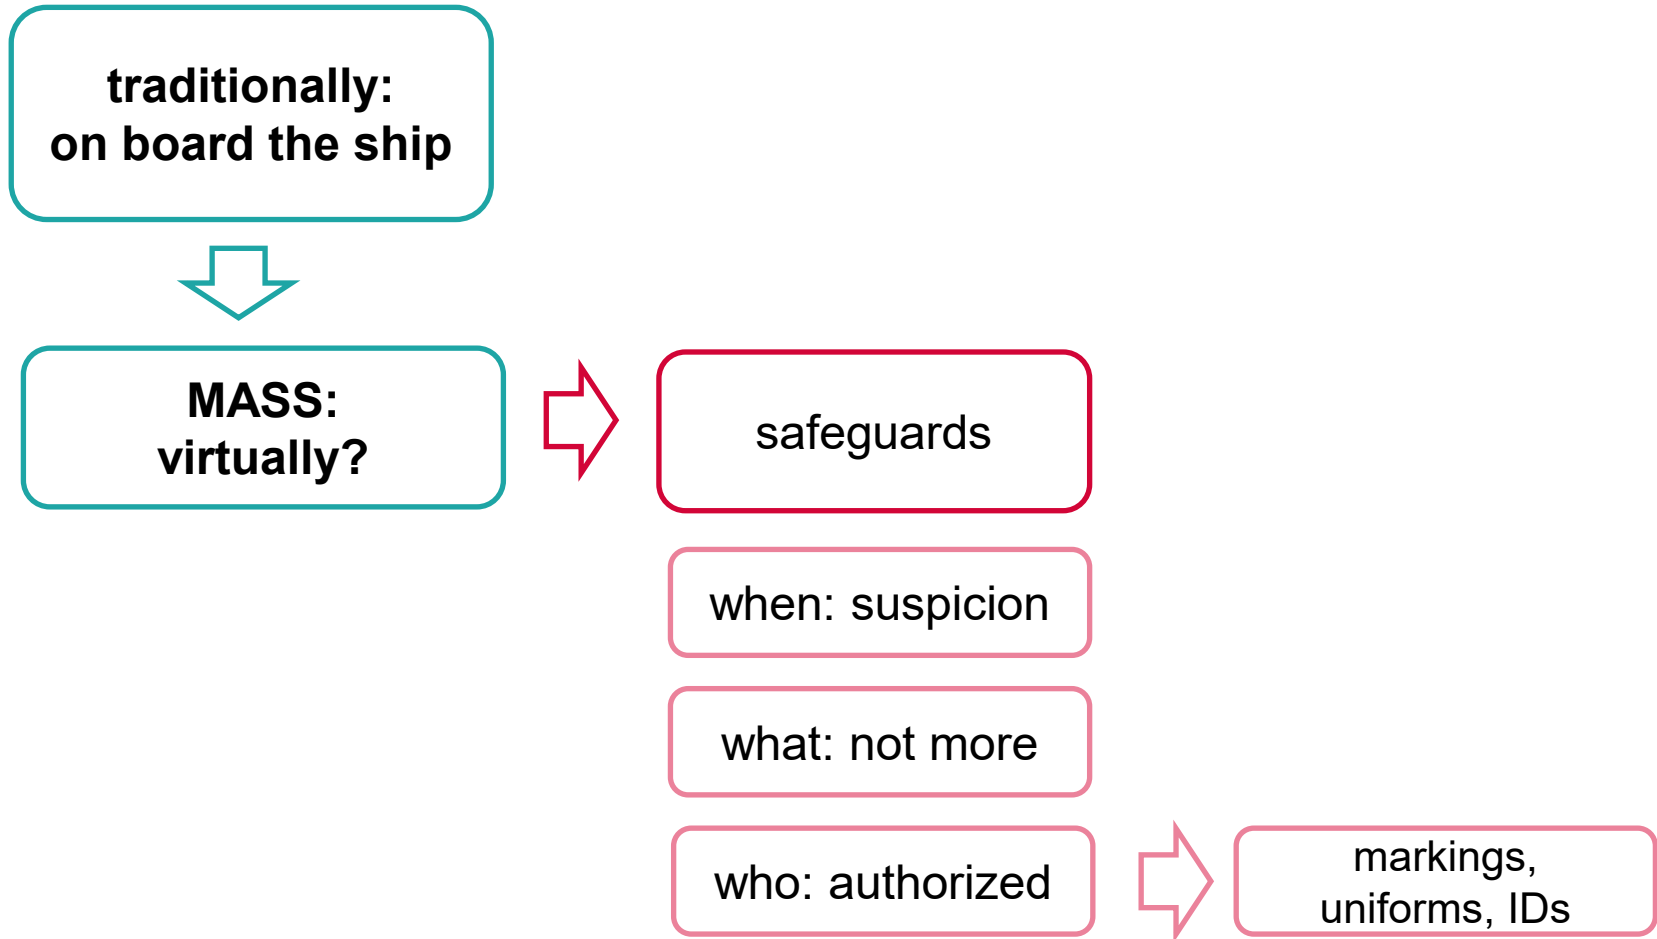 traditionally:
on board the ship
MASS:
virtually?
safeguards
when: suspicion
what: not more
who: authorized
markings,
uniforms, IDs